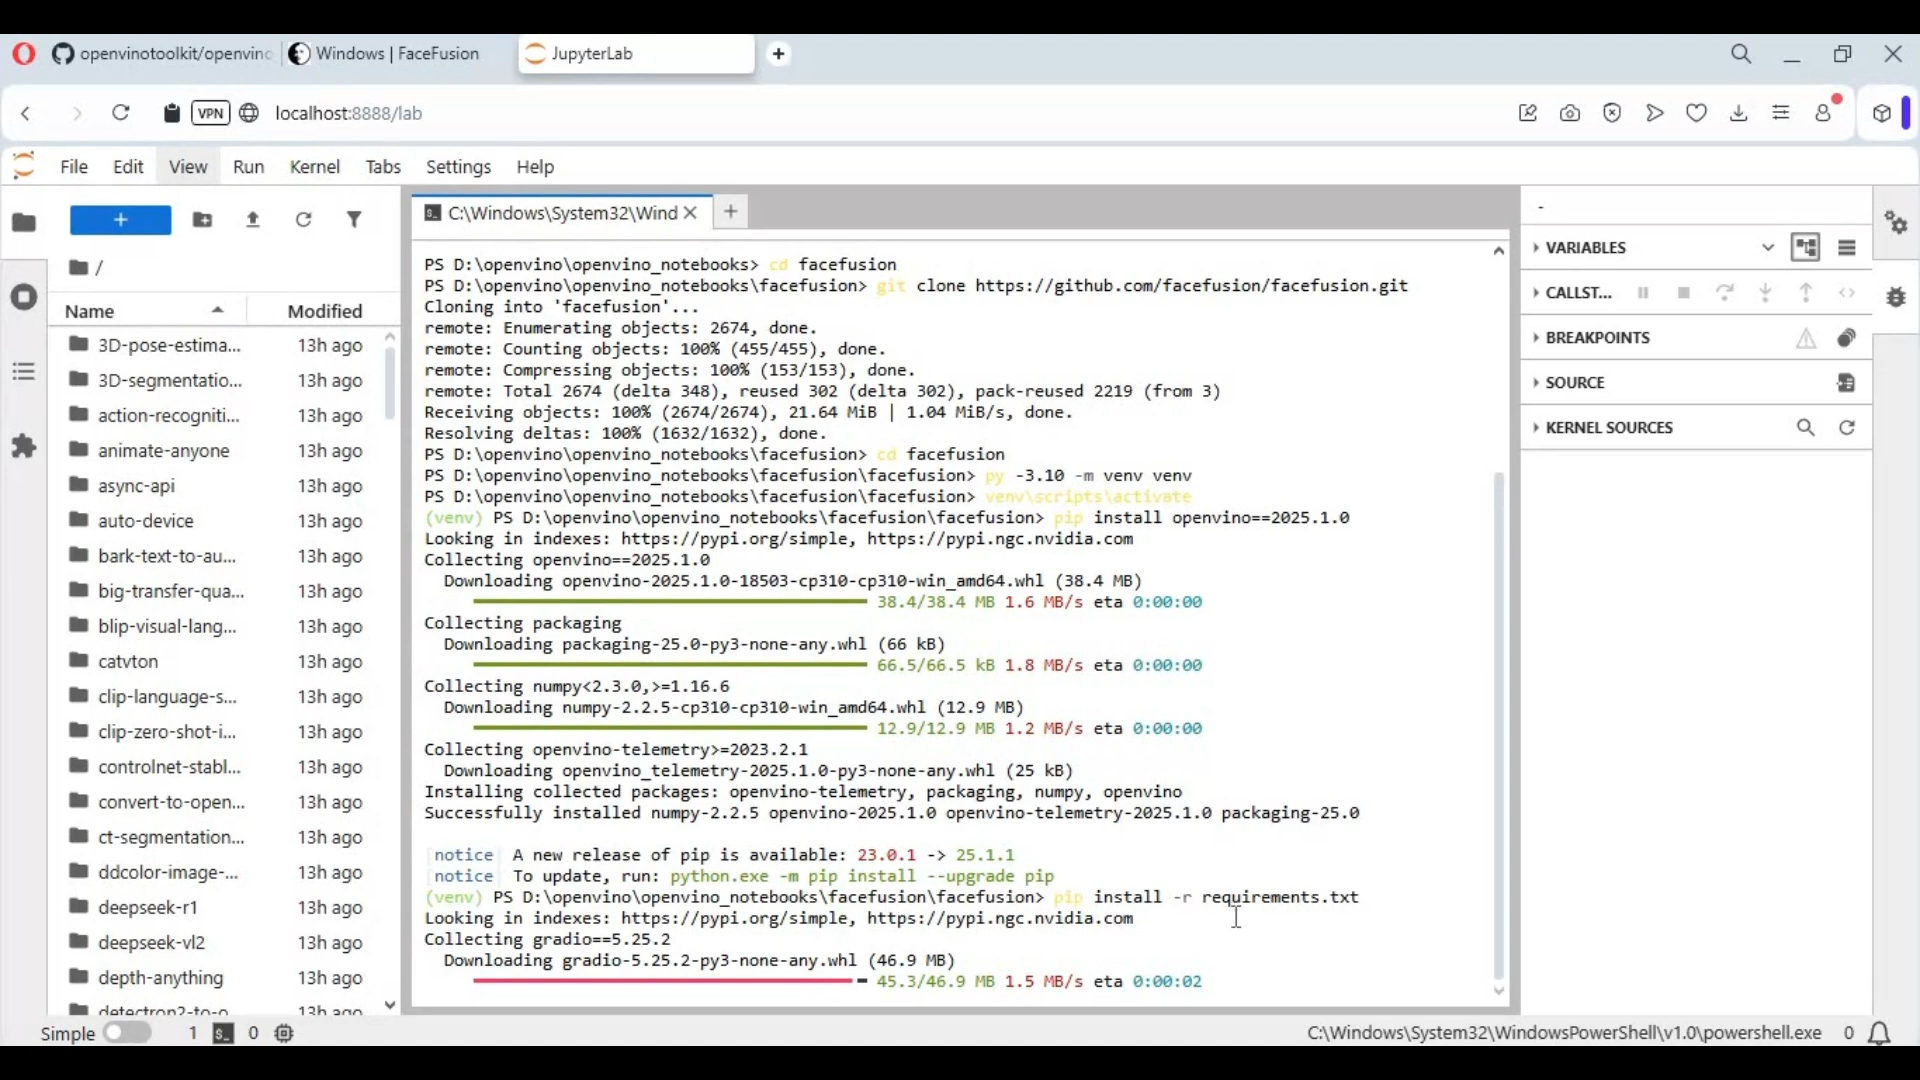 openvinotoolkit/openvino
Windows | FaceFusion
JupyterLab
VPN
localhost:8888/lab
File Edit View Run Kernel Tabs Settings Help
C:\Windows\System32\Wind
/
Name Modified
3D-pose-estima... 13h ago
3D-segmentatio... 13h ago
action-recogniti... 13h ago
animate-anyone 13h ago
async-api 13h ago
auto-device 13h ago
bark-text-to-au... 13h ago
big-transfer-qua... 13h ago
blip-visual-lang... 13h ago
catvton 13h ago
clip-language-s... 13h ago
clip-zero-shot-i... 13h ago
controlnet-stabl... 13h ago
convert-to-open... 13h ago
ct-segmentation... 13h ago
ddcolor-image-... 13h ago
deepseek-r1 13h ago
deepseek-vl2 13h ago
depth-anything 13h ago
detectron2-to-o 13h ago
PS D:\openvino\openvino_notebooks> cd facefusion
PS D:\openvino\openvino_notebooks\facefusion> git clone https://github.com/facefusion/facefusion.git
Cloning into 'facefusion'...
remote: Enumerating objects: 2674, done.
remote: Counting objects: 100% (455/455), done.
remote: Compressing objects: 100% (153/153), done.
remote: Total 2674 (delta 348), reused 302 (delta 302), pack-reused 2219 (from 3)
Receiving objects: 100% (2674/2674), 21.64 MiB | 1.04 MiB/s, done.
Resolving deltas: 100% (1632/1632), done.
PS D:\openvino\openvino_notebooks\facefusion> cd facefusion
PS D:\openvino\openvino_notebooks\facefusion\facefusion> py -3.10 -m venv venv
PS D:\openvino\openvino_notebooks\facefusion\facefusion> venv\scripts\activate
(venv) PS D:\openvino\openvino_notebooks\facefusion\facefusion> pip install openvino==2025.1.0
Looking in indexes: https://pypi.org/simple, https://pypi.ngc.nvidia.com
Collecting openvino==2025.1.0
Downloading openvino-2025.1.0-18503-cp310-cp310-win_amd64.whl (38.4 MB)
38.4/38.4 MB 1.6 MB/s eta 0:00:00
Collecting packaging
Downloading packaging-25.0-py3-none-any.whl (66 kB)
66.5/66.5 kB 1.8 MB/s eta 0:00:00
Collecting numpy<2.3.0,>=1.16.6
Downloading numpy-2.2.5-cp310-cp310-win_amd64.whl (12.9 MB)
12.9/12.9 MB 1.2 MB/s eta 0:00:00
Collecting openvino-telemetry>=2023.2.1
Downloading openvino_telemetry-2025.1.0-py3-none-any.whl (25 kB)
Installing collected packages: openvino-telemetry, packaging, numpy, openvino
Successfully installed numpy-2.2.5 openvino-2025.1.0 openvino-telemetry-2025.1.0 packaging-25.0
[notice] A new release of pip is available: 23.0.1 -> 25.1.1
[notice] To update, run: python.exe -m pip install --upgrade pip
(venv) PS D:\openvino\openvino_notebooks\facefusion\facefusion> pip install -r requirements.txt
Looking in indexes: https://pypi.org/simple, https://pypi.ngc.nvidia.com
Collecting gradio==5.25.2
Downloading gradio-5.25.2-py3-none-any.whl (46.9 MB)
45.3/46.9 MB 1.5 MB/s eta 0:00:02
-
VARIABLES
CALLST...
BREAKPOINTS
SOURCE
KERNEL SOURCES
Simple 1 0
C:\Windows\System32\WindowsPowerShell\v1.0\powershell.exe 0